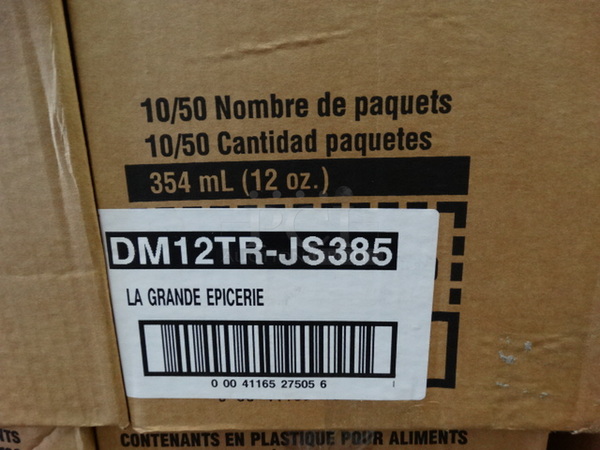 10/50 Nombre de paquets
10/50 Cantidad paquetes
354 mL (12 oz.)
DM12TR-JS385
LA GRANDE EPICERIE
0 00 41165 27505 6
CONTENANTS EN PLASTIQUE POUR ALIMENTS